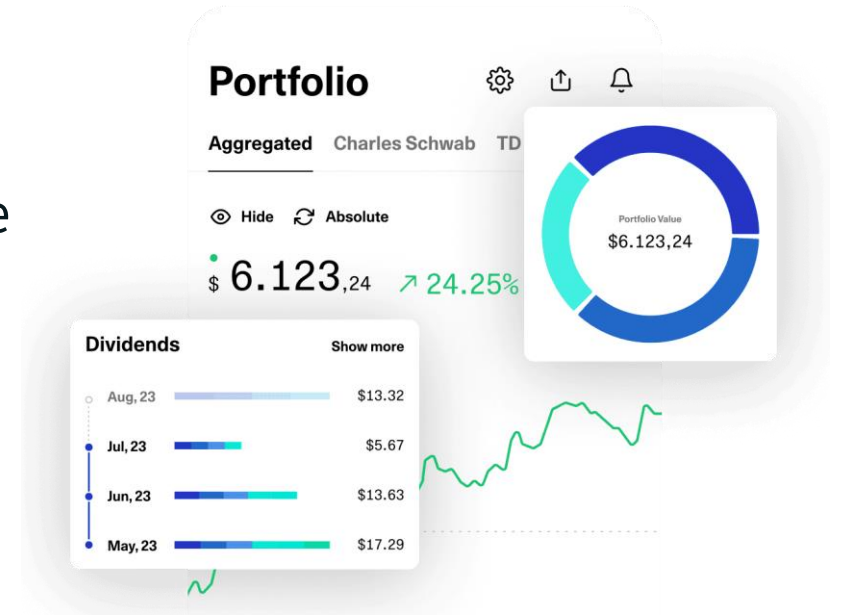 Portfolio
Aggregated Charles Schwab TD
e
Hide Absolute
$ 6.123,24 24.25%
Portfolio Value
$6.123,24
Dividends Show more
Aug, 23 $13.32
Jul, 23 $5.67
Jun, 23 $13.63
May, 23 $17.29